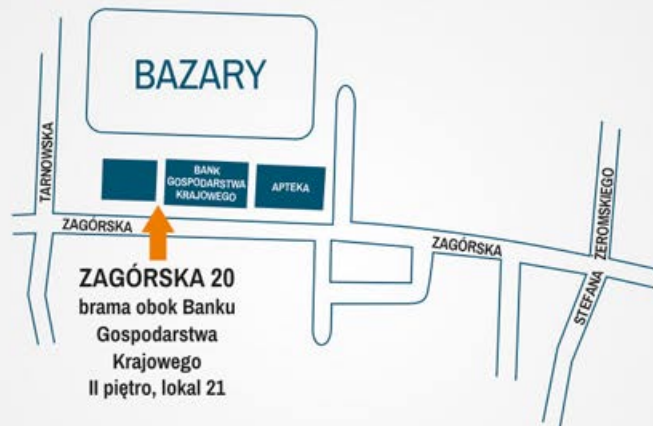 BAZARY
TARNOWSKA
BANK
GOSPODARSTWA
KRAJOWEGO
APTEKA
ZAGÓRSKA
ZAGÓRSKA
STEFANA ŻEROMSKIEGO
ZAGÓRSKA 20
brama obok Banku
Gospodarstwa
Krajowego
II piętro, lokal 21